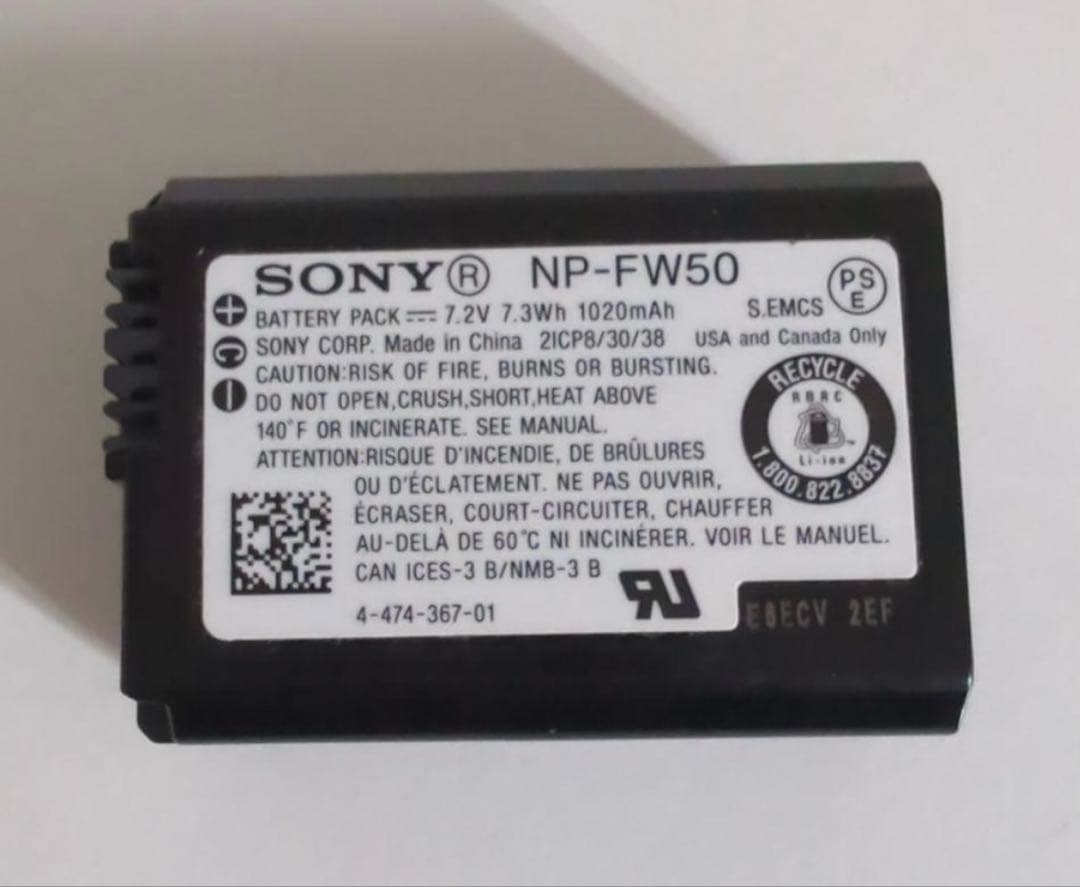 SONY® NP-FW50
PS
E
BATTERY PACK ⎓ 7.2V 7.3Wh 1020mAh S.EMCS
SONY CORP. Made in China 2ICP8/30/38 USA and Canada Only
CAUTION:RISK OF FIRE, BURNS OR BURSTING.
DO NOT OPEN,CRUSH,SHORT,HEAT ABOVE
140°F OR INCINERATE. SEE MANUAL.
ATTENTION:RISQUE D'INCENDIE, DE BRÛLURES
OU D'ÉCLATEMENT. NE PAS OUVRIR,
ÉCRASER, COURT-CIRCUITER, CHAUFFER
AU-DELÀ DE 60°C NI INCINÉRER. VOIR LE MANUEL.
CAN ICES-3 B/NMB-3 B
4-474-367-01
+
C
−
RECYCLE
RBRC
Li-ion
1.800.822.8837
RU
E8ECV 2EF